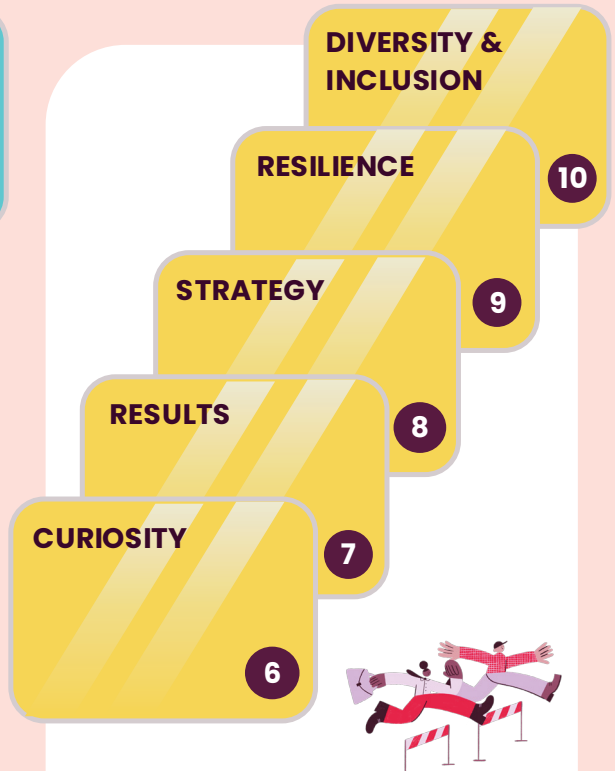 DIVERSITY &
INCLUSION
10
RESILIENCE
9
STRATEGY
8
RESULTS
7
CURIOSITY
6